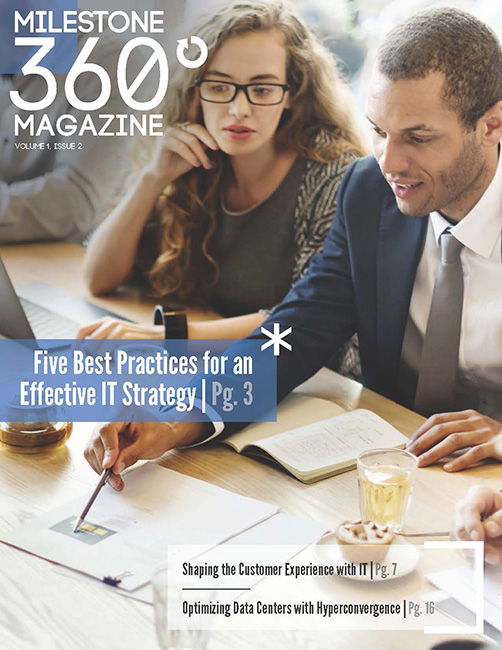 MILESTONE
360°
MAGAZINE
VOLUME 1, ISSUE 2
*
Five Best Practices for an
Effective IT Strategy | Pg. 3
Shaping the Customer Experience with IT | Pg. 7
Optimizing Data Centers with Hyperconvergence | Pg. 16